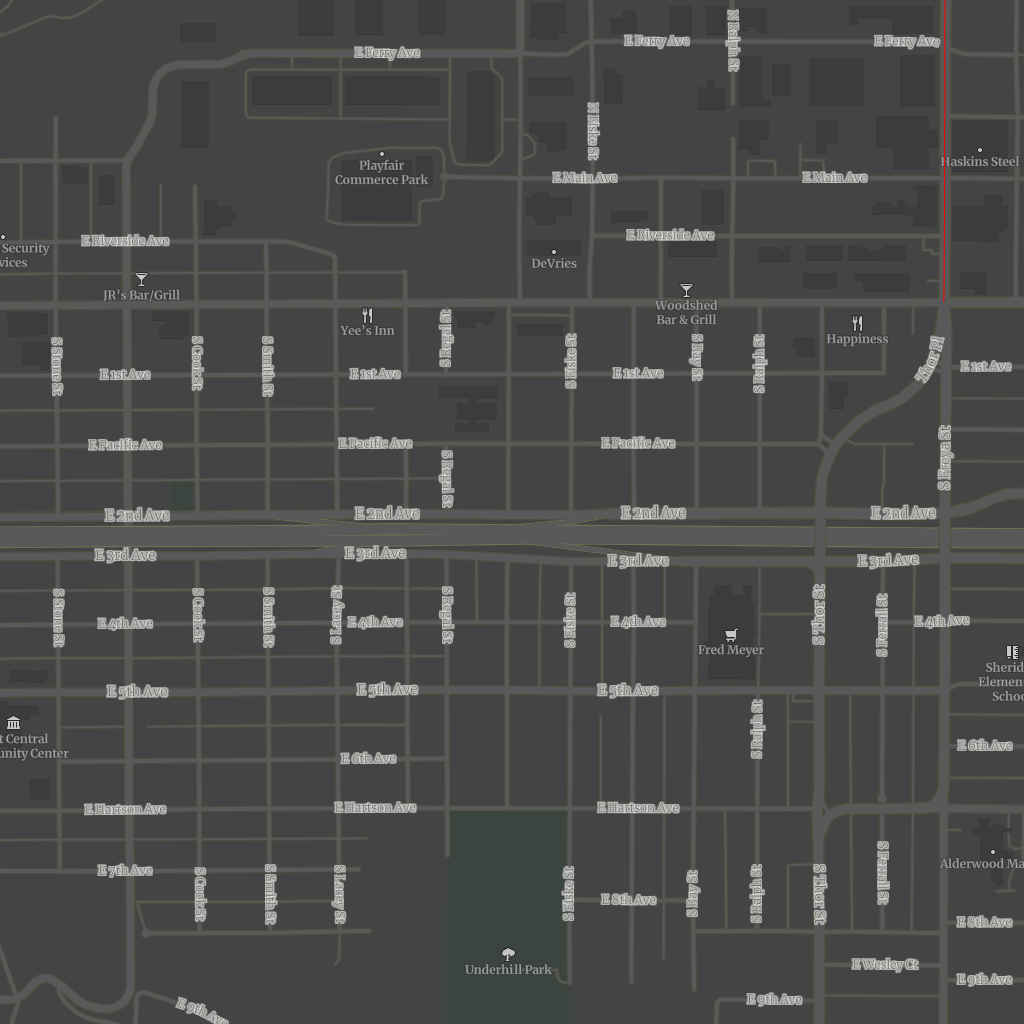 N Ralph St
E Ferry Ave
E Ferry Ave
E Ferry Ave
N Fiske St
Playfair
Commerce Park
Haskins Steel
E Main Ave
E Main Ave
E Riverside Ave
E Riverside Ave
Security
vices
DeVries
JR's Bar/Grill
Woodshed
Bar & Grill
Yee's Inn
Happiness
S Regal St
S Stone St
S Cook St
S Smith St
S Fiske St
S Ray St
S Ralph St
Thor Pl
E 1st Ave
E 1st Ave
E 1st Ave
E 1st Ave
E Pacific Ave
E Pacific Ave
E Pacific Ave
S Regal St
S Freya St
E 2nd Ave
E 2nd Ave
E 2nd Ave
E 2nd Ave
E 3rd Ave
E 3rd Ave
E 3rd Ave
E 3rd Ave
S Stone St
S Cook St
S Smith St
S Lacey St
S Regal St
S Fiske St
S Thor St
S Ferrall St
E 4th Ave
E 4th Ave
E 4th Ave
E 4th Ave
Fred Meyer
Sherid
Elemen
Schoo
E 5th Ave
E 5th Ave
E 5th Ave
S Ralph St
t Central
unity Center
E 6th Ave
E 6th Ave
E Hartson Ave
E Hartson Ave
E Hartson Ave
E 7th Ave
Alderwood Ma
S Cook St
S Smith St
S Lacey St
S Fiske St
S Ray St
S Ralph St
S Thor St
S Ferrall St
E 8th Ave
E 8th Ave
Underhill Park
E Wesley Ct
E 9th Ave
E 9th Ave
E 9th Ave